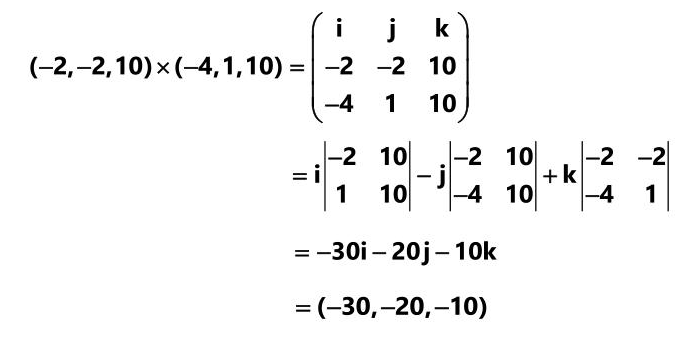 i j k
(–2,–2,10)×(–4,1,10) = –2 –2 10
–4 1 10
–2 10 –2 10 –2 –2
= i – j + k
1 10 –4 10 –4 1
= –30i – 20j – 10k
= (–30,–20,–10)